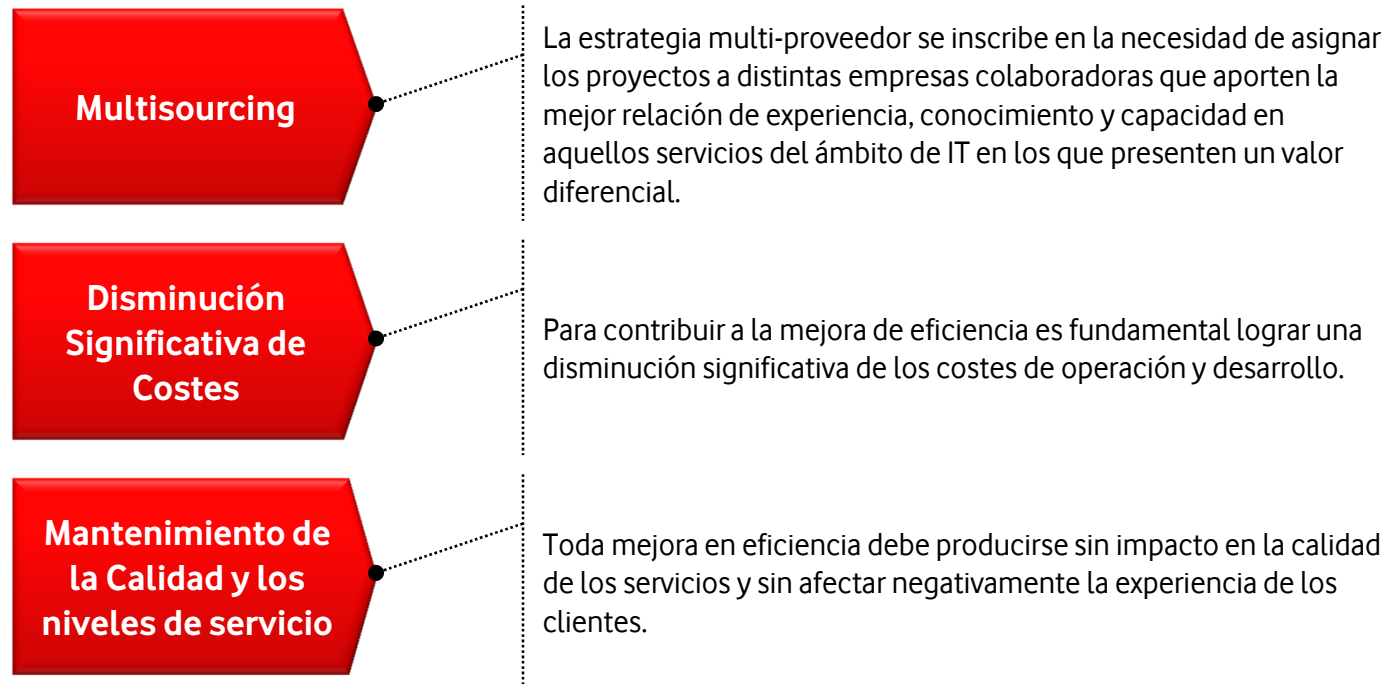 Multisourcing
La estrategia multi-proveedor se inscribe en la necesidad de asignar
los proyectos a distintas empresas colaboradoras que aporten la
mejor relación de experiencia, conocimiento y capacidad en
aquellos servicios del ámbito de IT en los que presenten un valor
diferencial.
Disminución
Significativa de
Costes
Para contribuir a la mejora de eficiencia es fundamental lograr una
disminución significativa de los costes de operación y desarrollo.
Mantenimiento de
la Calidad y los
niveles de servicio
Toda mejora en eficiencia debe producirse sin impacto en la calidad
de los servicios y sin afectar negativamente la experiencia de los
clientes.